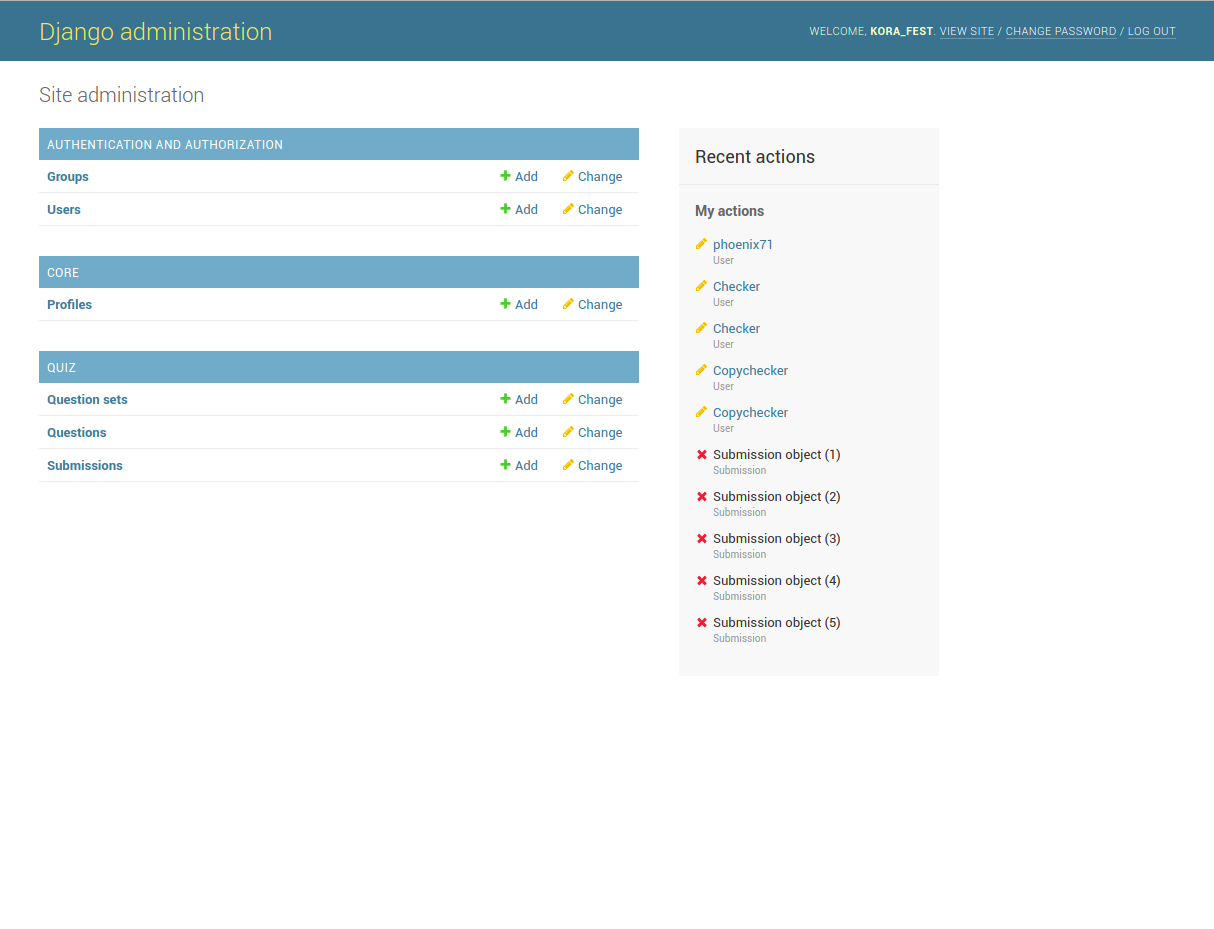 Django administration
WELCOME, KORA_FEST. VIEW SITE / CHANGE PASSWORD / LOG OUT
Site administration
AUTHENTICATION AND AUTHORIZATION
Groups Add Change
Users Add Change
CORE
Profiles Add Change
QUIZ
Question sets Add Change
Questions Add Change
Submissions Add Change
Recent actions
My actions
phoenix71
User
Checker
User
Checker
User
Copychecker
User
Copychecker
User
Submission object (1)
Submission
Submission object (2)
Submission
Submission object (3)
Submission
Submission object (4)
Submission
Submission object (5)
Submission